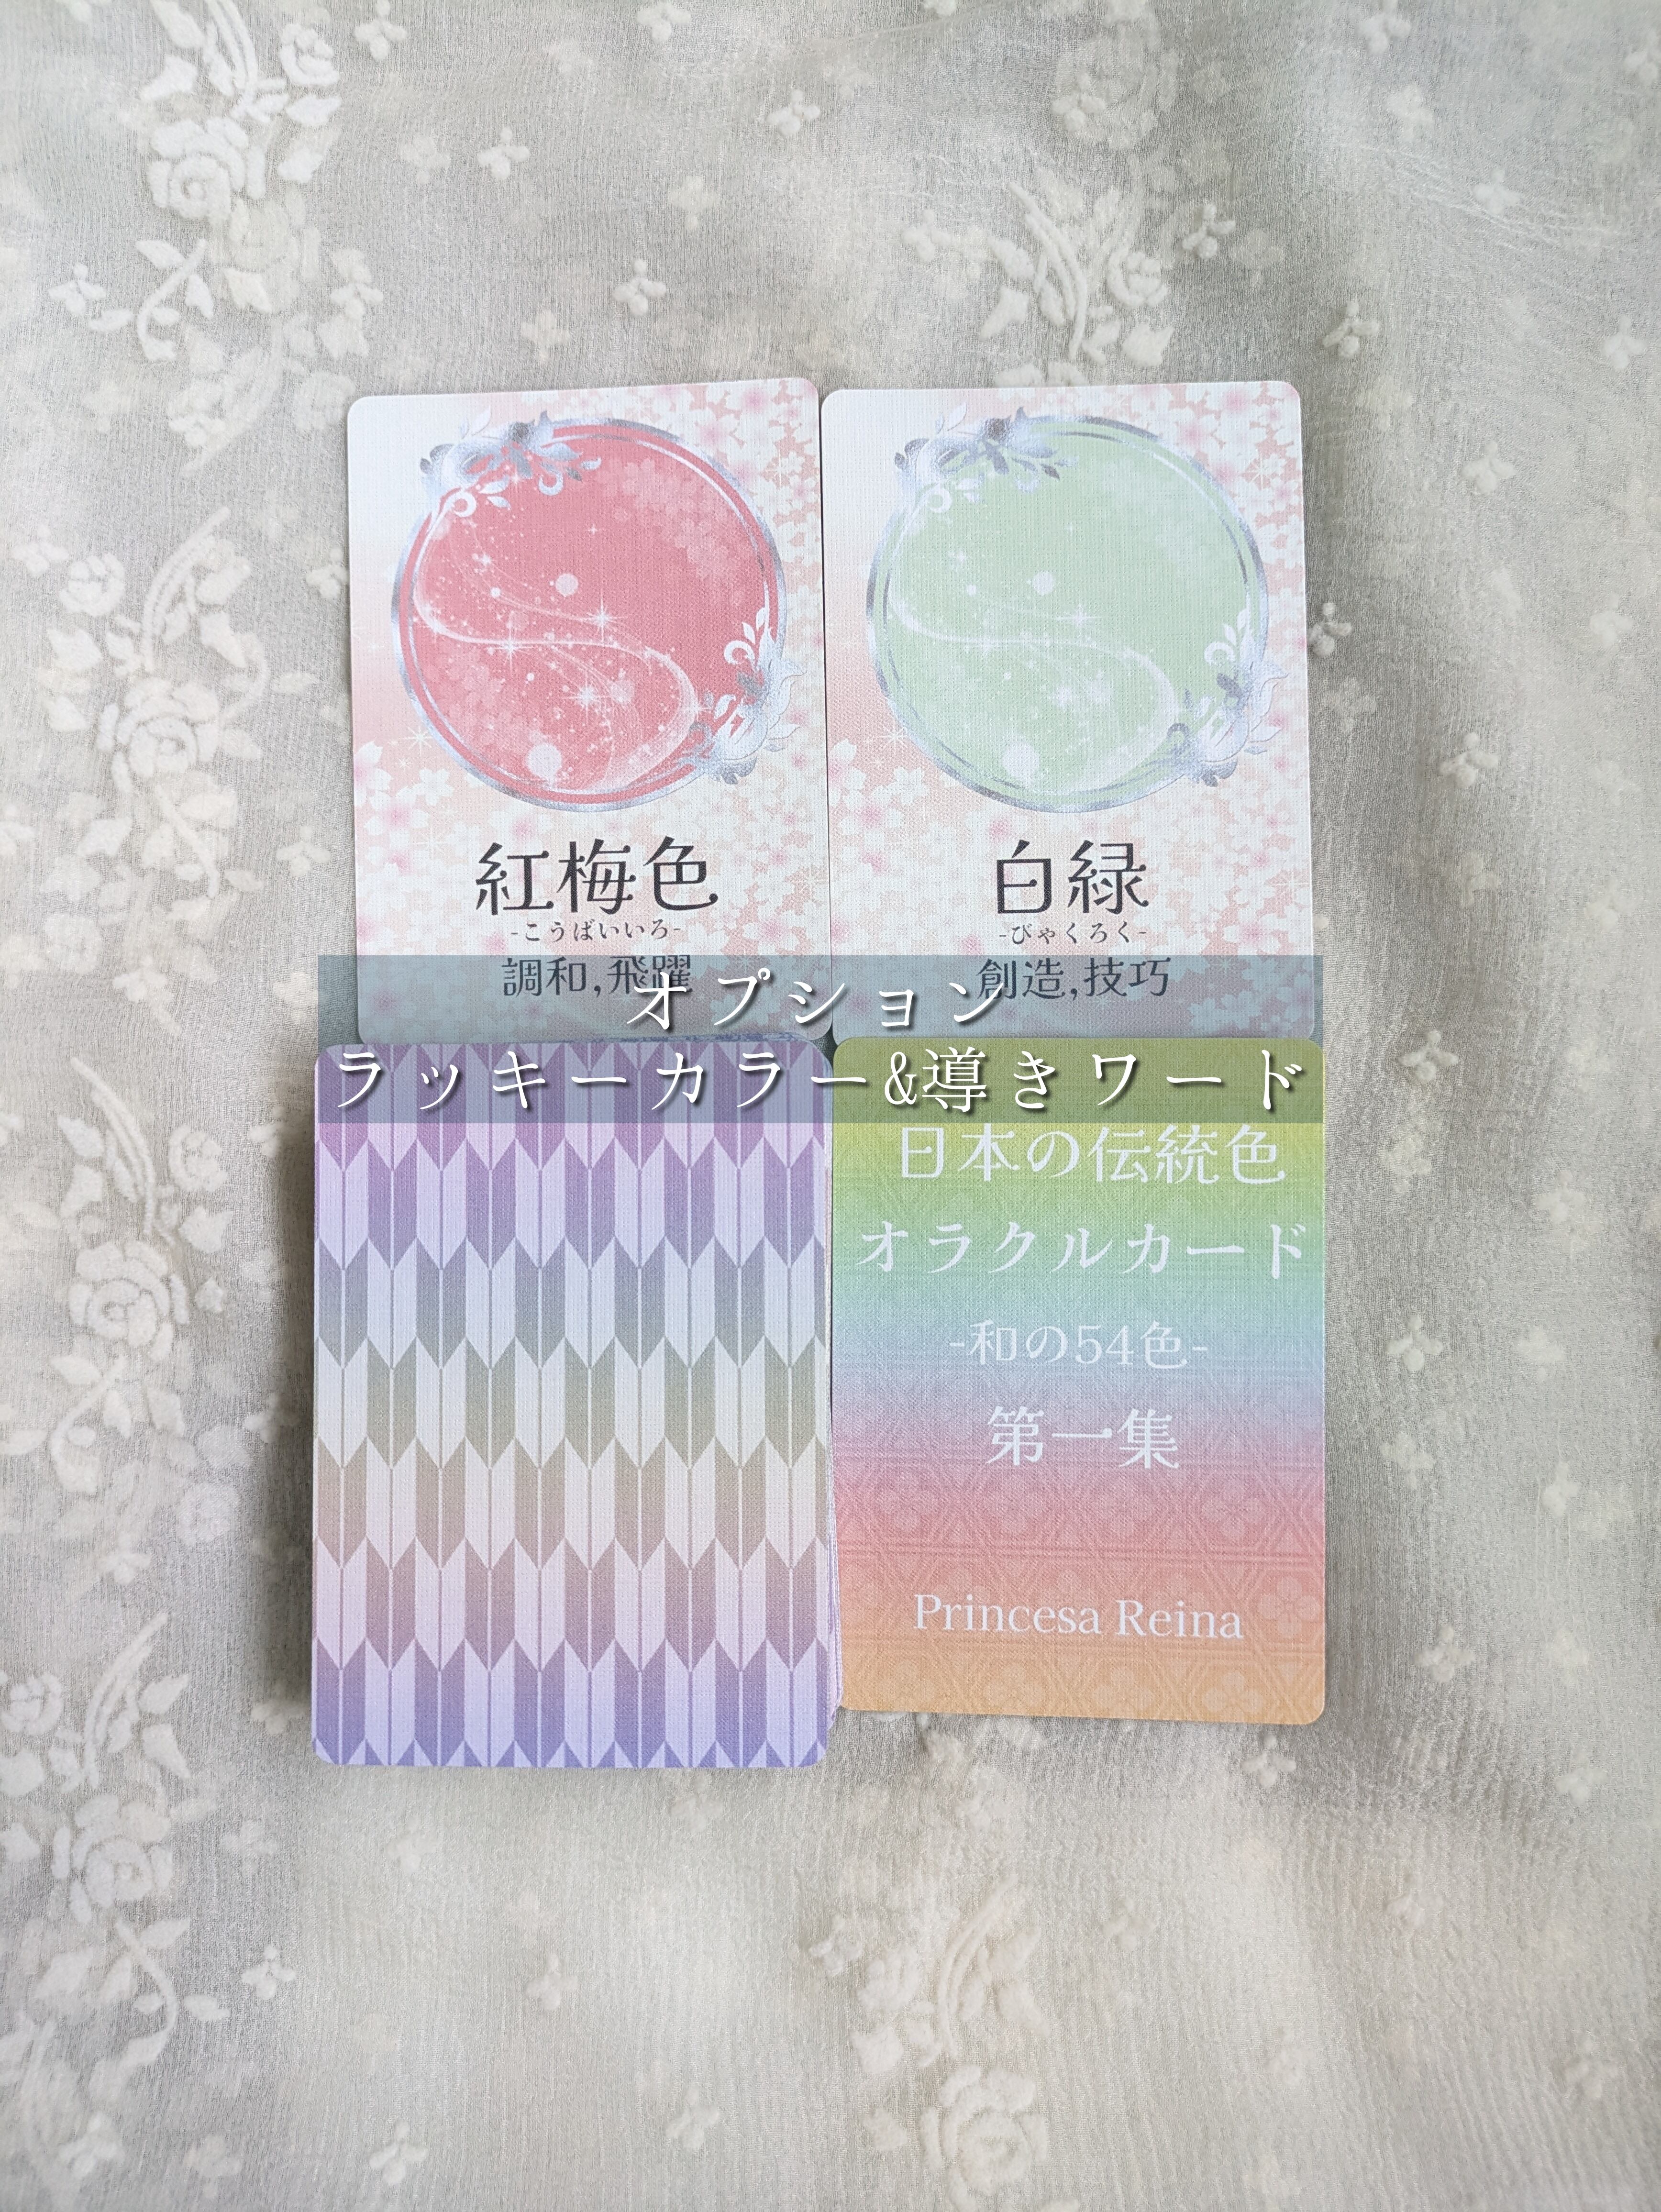 紅梅色
-こうばいいろ-
調和,飛躍
白緑
-びゃくろく-
創造,技巧
オプション
ラッキーカラー&導きワード
日本の伝統色
オラクルカード
-和の54色-
第一集
Princesa Reina